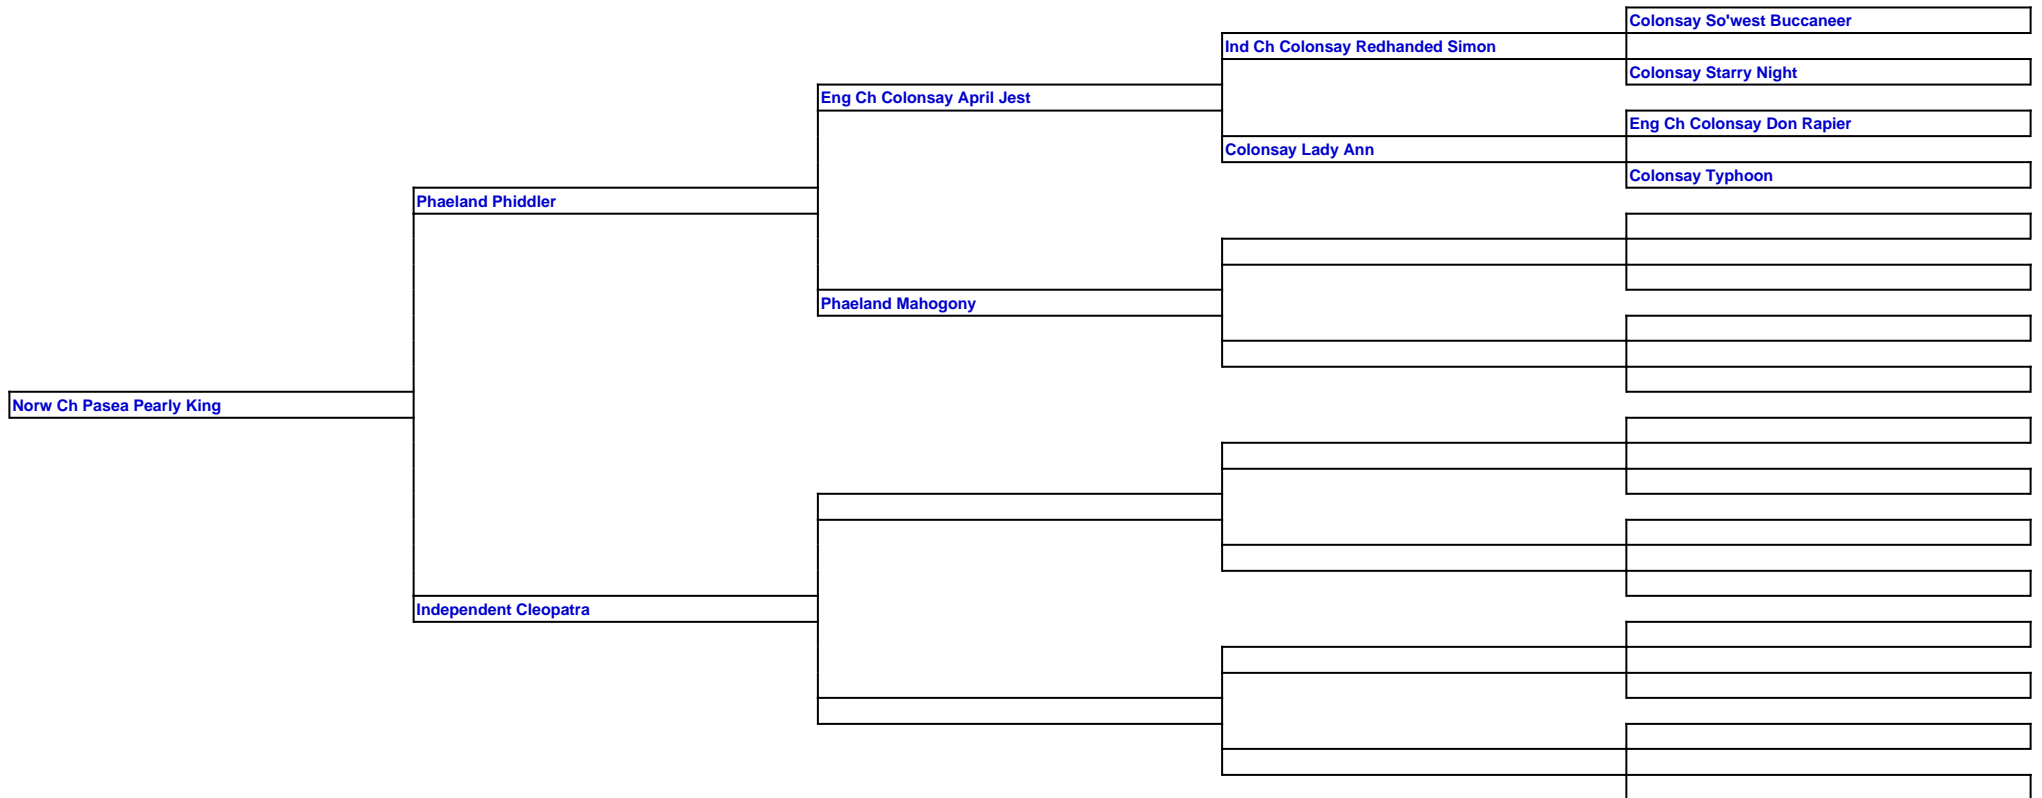 Colonsay So'west Buccaneer
Ind Ch Colonsay Redhanded Simon
Colonsay Starry Night
Eng Ch Colonsay April Jest
Eng Ch Colonsay Don Rapier
Colonsay Lady Ann
Colonsay Typhoon
Phaeland Phiddler
Phaeland Mahogony
Norw Ch Pasea Pearly King
Independent Cleopatra